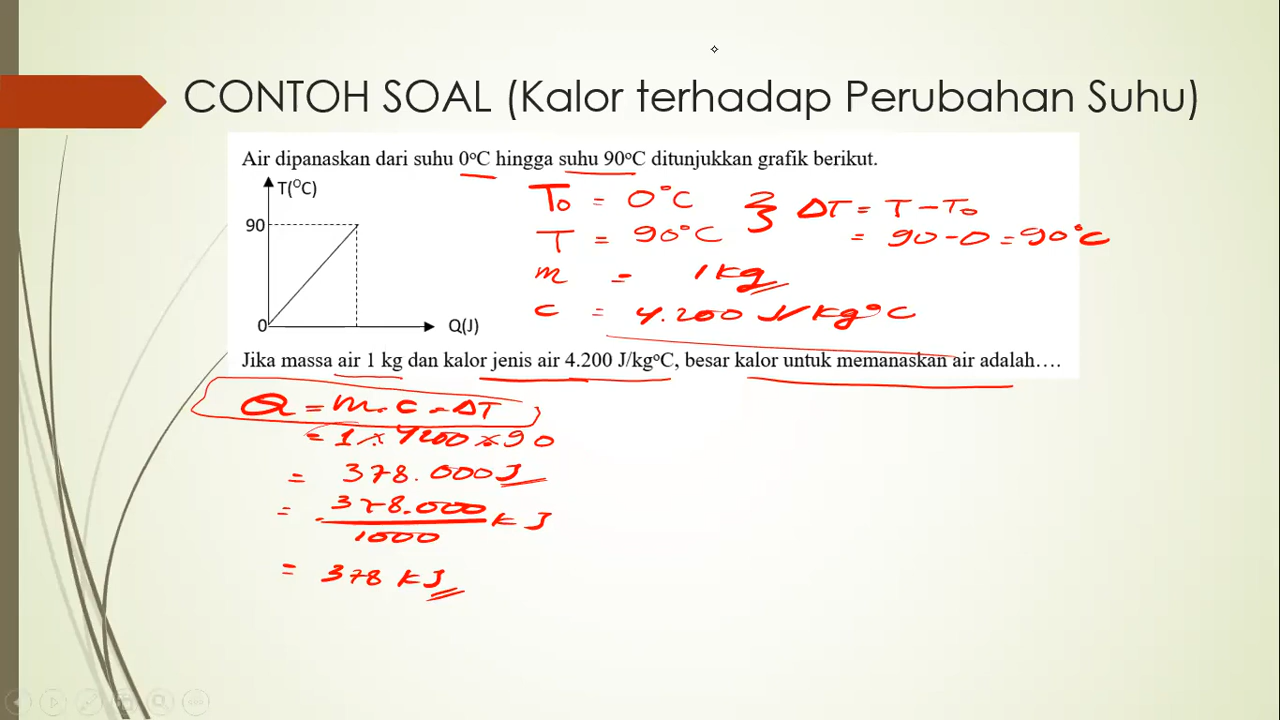 CONTOH SOAL (Kalor terhadap Perubahan Suhu)
Air dipanaskan dari suhu 0°C hingga suhu 90°C ditunjukkan grafik berikut.
T(°C)
90
0
Q(J)
T₀ = 0°C
T = 90°C
m = 1 kg
c = 4.200 J/kg°C
ΔT = T - T₀
= 90 - 0 = 90°C
Jika massa air 1 kg dan kalor jenis air 4.200 J/kg°C, besar kalor untuk memanaskan air adalah....
Q = m . c . ΔT
= 1 x 4200 x 90
= 378.000 J
= 378.000/1000 kJ
= 378 kJ